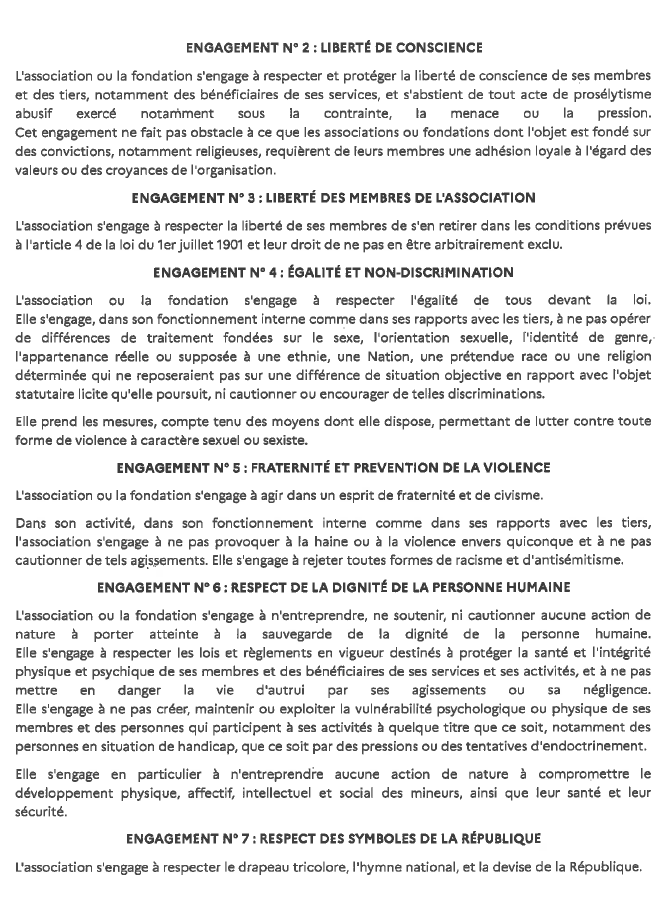 ENGAGEMENT N° 2 : LIBERTÉ DE CONSCIENCE
L'association ou la fondation s'engage à respecter et protéger la liberté de conscience de ses membres
et des tiers, notamment des bénéficiaires de ses services, et s'abstient de tout acte de prosélytisme
abusif exercé notamment sous la contrainte, la menace ou la pression.
Cet engagement ne fait pas obstacle à ce que les associations ou fondations dont l'objet est fondé sur
des convictions, notamment religieuses, requièrent de leurs membres une adhésion loyale à l'égard des
valeurs ou des croyances de l'organisation.
ENGAGEMENT N° 3 : LIBERTÉ DES MEMBRES DE L'ASSOCIATION
L'association s'engage à respecter la liberté de ses membres de s'en retirer dans les conditions prévues
à l'article 4 de la loi du 1er juillet 1901 et leur droit de ne pas en être arbitrairement exclu.
ENGAGEMENT N° 4 : ÉGALITÉ ET NON-DISCRIMINATION
L'association ou la fondation s'engage à respecter l'égalité de tous devant la loi.
Elle s'engage, dans son fonctionnement interne comme dans ses rapports avec les tiers, à ne pas opérer
de différences de traitement fondées sur le sexe, l'orientation sexuelle, l'identité de genre,
l'appartenance réelle ou supposée à une ethnie, une Nation, une prétendue race ou une religion
déterminée qui ne reposeraient pas sur une différence de situation objective en rapport avec l'objet
statutaire licite qu'elle poursuit, ni cautionner ou encourager de telles discriminations.
Elle prend les mesures, compte tenu des moyens dont elle dispose, permettant de lutter contre toute
forme de violence à caractère sexuel ou sexiste.
ENGAGEMENT N° 5 : FRATERNITÉ ET PREVENTION DE LA VIOLENCE
L'association ou la fondation s'engage à agir dans un esprit de fraternité et de civisme.
Dans son activité, dans son fonctionnement interne comme dans ses rapports avec les tiers,
l'association s'engage à ne pas provoquer à la haine ou à la violence envers quiconque et à ne pas
cautionner de tels agissements. Elle s'engage à rejeter toutes formes de racisme et d'antisémitisme.
ENGAGEMENT N° 6 : RESPECT DE LA DIGNITÉ DE LA PERSONNE HUMAINE
L'association ou la fondation s'engage à n'entreprendre, ne soutenir, ni cautionner aucune action de
nature à porter atteinte à la sauvegarde de la dignité de la personne humaine.
Elle s'engage à respecter les lois et règlements en vigueur destinés à protéger la santé et l'intégrité
physique et psychique de ses membres et des bénéficiaires de ses services et ses activités, et à ne pas
mettre en danger la vie d'autrui par ses agissements ou sa négligence.
Elle s'engage à ne pas créer, maintenir ou exploiter la vulnérabilité psychologique ou physique de ses
membres et des personnes qui participent à ses activités à quelque titre que ce soit, notamment des
personnes en situation de handicap, que ce soit par des pressions ou des tentatives d'endoctrinement.
Elle s'engage en particulier à n'entreprendre aucune action de nature à compromettre le
développement physique, affectif, intellectuel et social des mineurs, ainsi que leur santé et leur
sécurité.
ENGAGEMENT N° 7 : RESPECT DES SYMBOLES DE LA RÉPUBLIQUE
L'association s'engage à respecter le drapeau tricolore, l'hymne national, et la devise de la République.